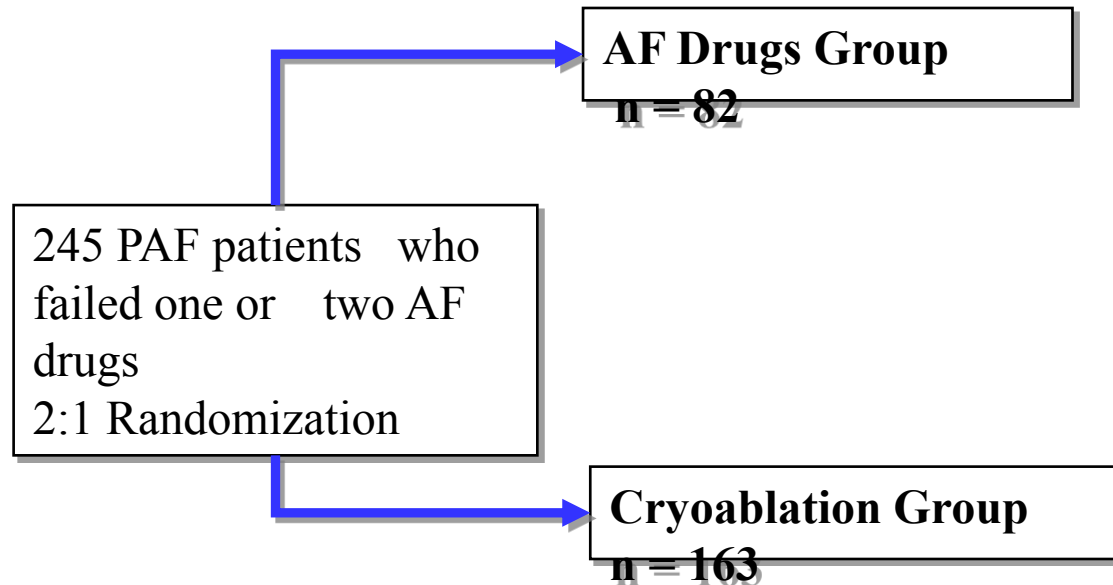 AF Drugs Group
n = 82
245 PAF patients who
failed one or two AF
drugs
2:1 Randomization
Cryoablation Group
n = 163